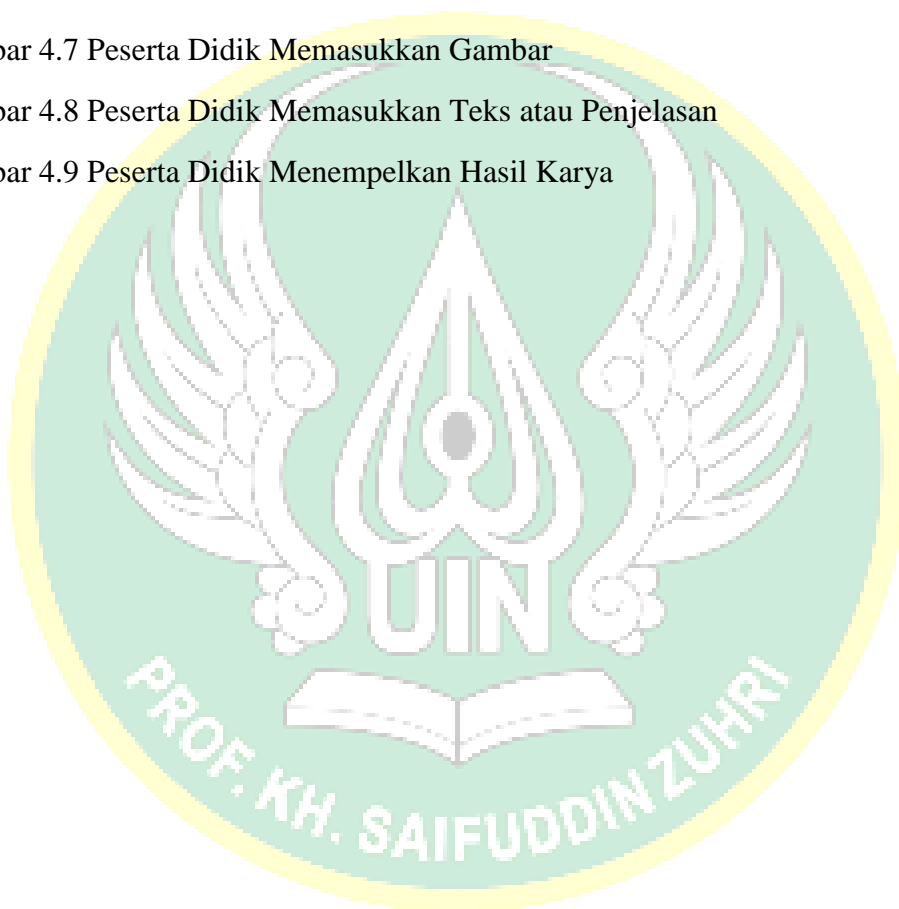 bar 4.7 Peserta Didik Memasukkan Gambar
bar 4.8 Peserta Didik Memasukkan Teks atau Penjelasan
bar 4.9 Peserta Didik Menempelkan Hasil Karya
UIN
PROF. KH. SAIFUDDIN ZUHRI